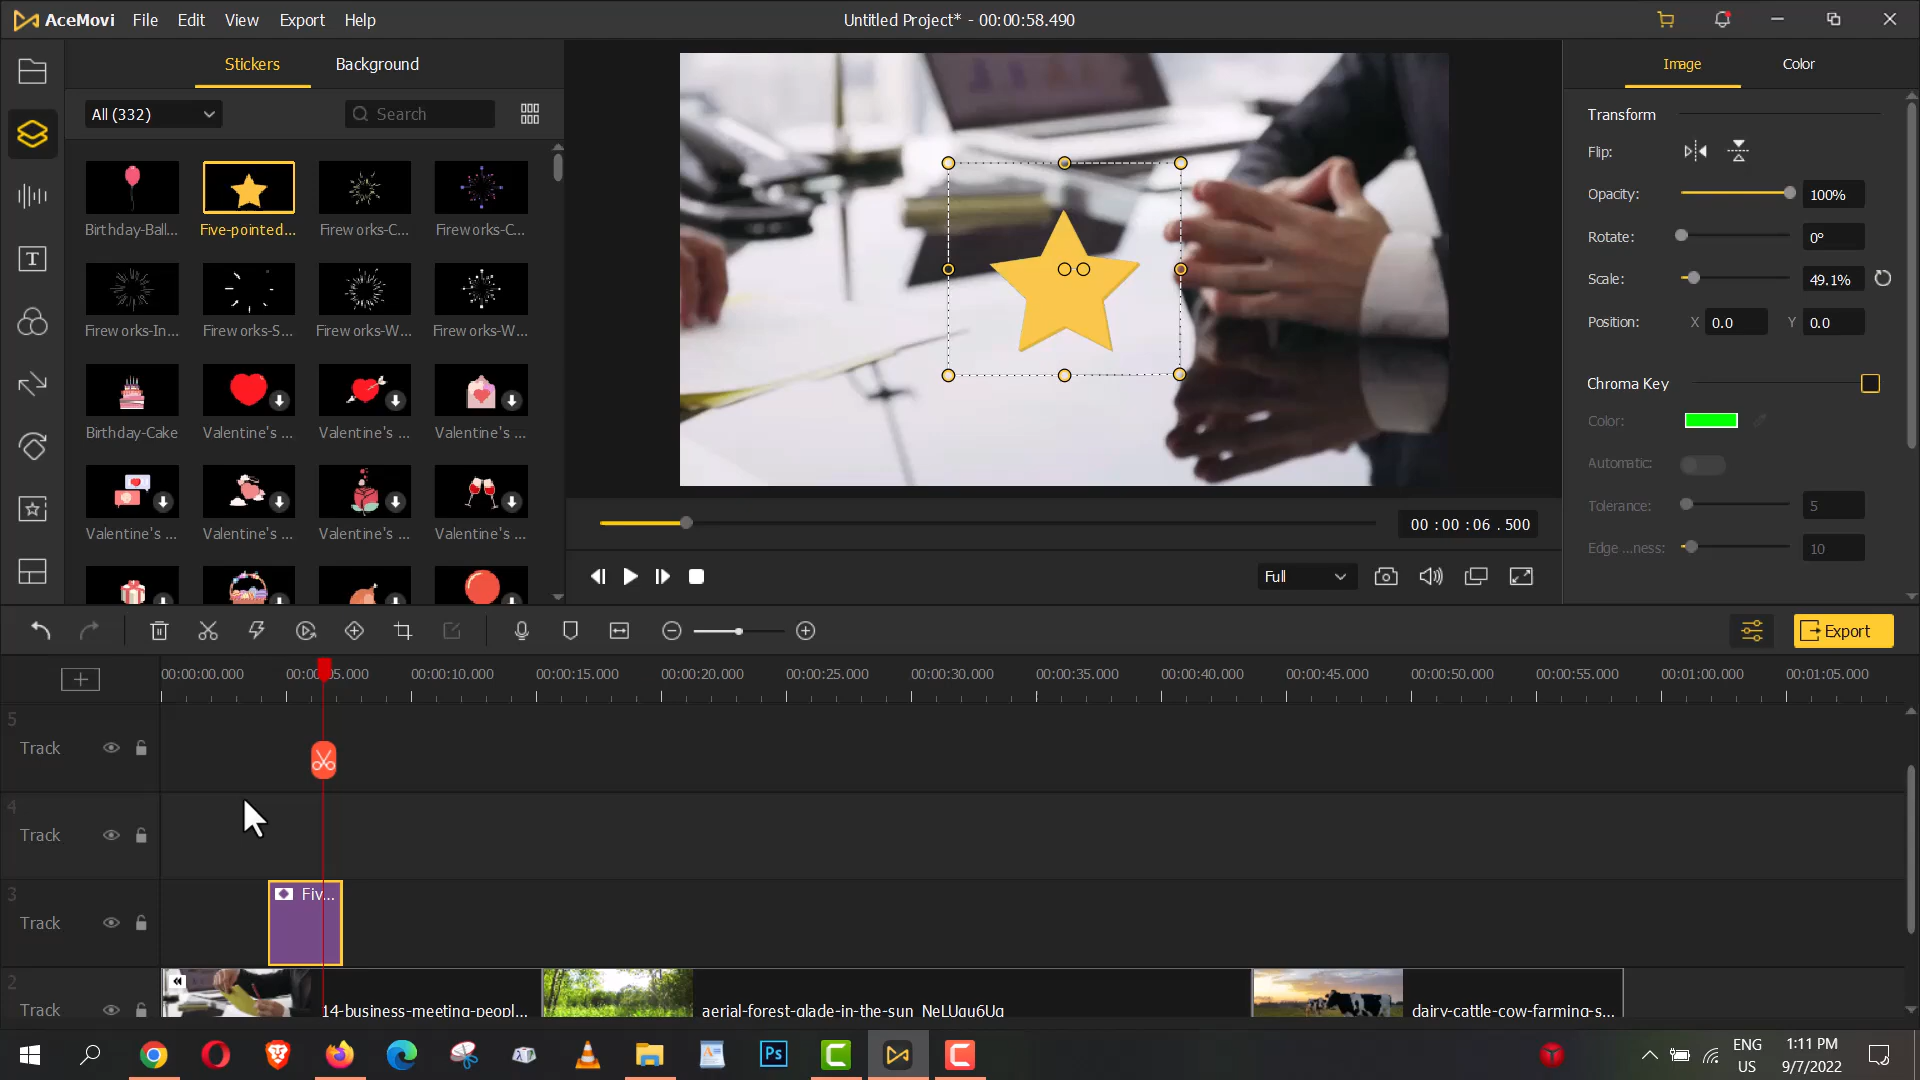 AceMovi File Edit View Export Help Untitled Project* - 00:00:58.490
Stickers Background
All (332) Search
Birthday-Ball... Five-pointed... Fireworks-C... Fireworks-C...
Fireworks-In... Fireworks-S... Fireworks-W... Fireworks-W...
Birthday-Cake Valentine's ... Valentine's ... Valentine's ...
Valentine's ... Valentine's ... Valentine's ... Valentine's ...
00 : 00 : 06 . 500
Full
Image Color
Transform
Flip:
Opacity: 100%
Rotate: 0º
Scale: 49.1%
Position: X 0.0 Y 0.0
Chroma Key
Color:
Automatic:
Tolerance: 5
Edge ...ness: 10
Export
00:00:00.000 00:00:05.000 00:00:10.000 00:00:15.000 00:00:20.000 00:00:25.000 00:00:30.000 00:00:35.000 00:00:40.000 00:00:45.000 00:00:50.000 00:00:55.000 00:01:00.000 00:01:05.000
5
Track
4
Track
3
Track
Fiv...
2
Track
14-business-meeting-peopl... aerial-forest-glade-in-the-sun_NeLUqu6Ug dairy-cattle-cow-farming-s...
Ps
ENG
US
1:11 PM
9/7/2022